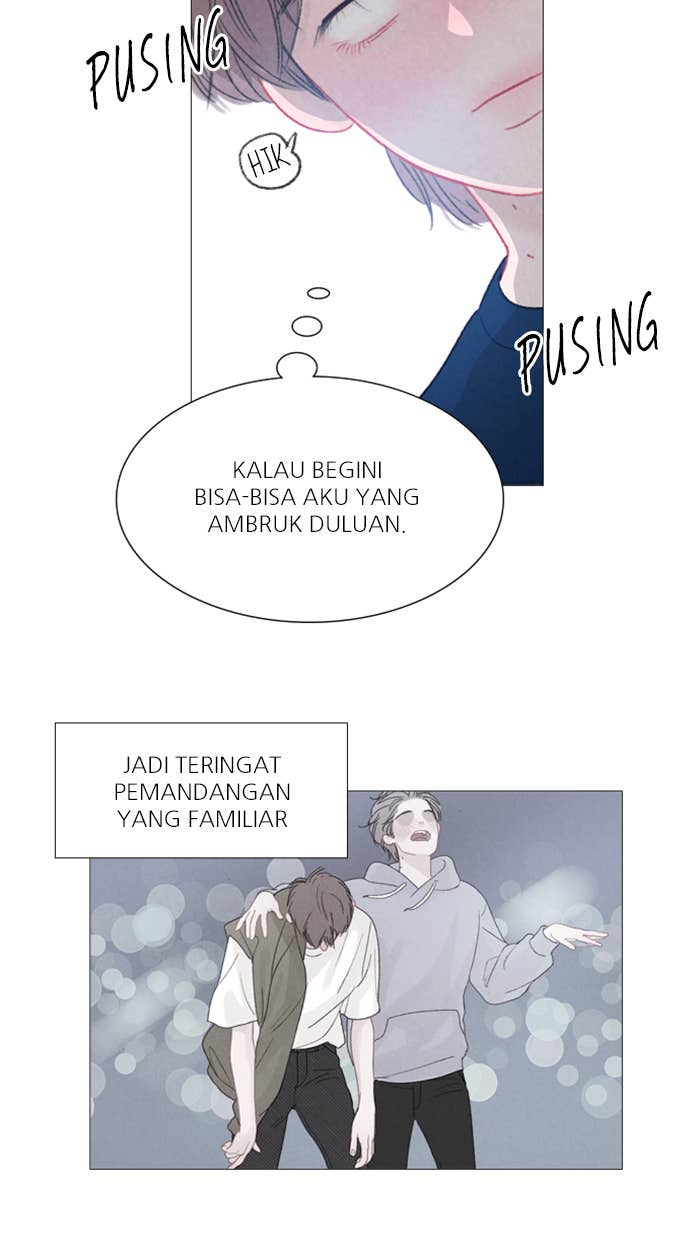 PUSING
HIK
PUSING
KALAU BEGINI
BISA-BISA AKU YANG
AMBRUK DULUAN.
JADI TERINGAT
PEMANDANGAN
YANG FAMILIAR